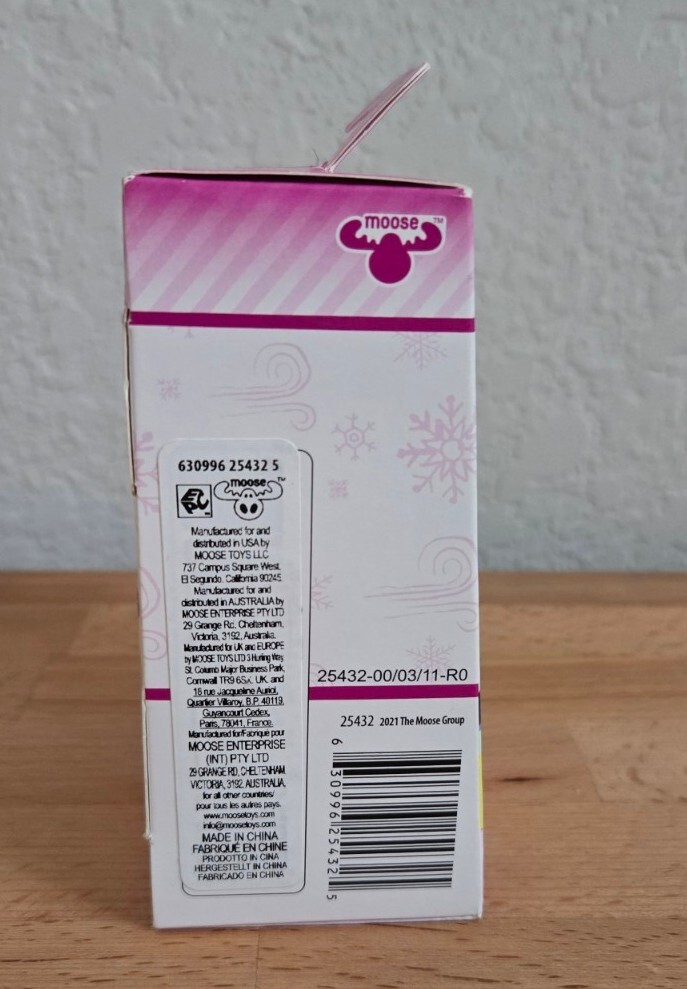 moose™
630996 25432 5
EPC
moose™
Manufactured for and
distributed in USA by
MOOSE TOYS LLC
737 Campus Square West,
El Segundo, California 90245.
Manufactured for and
distributed in AUSTRALIA by
MOOSE ENTERPRISE PTY LTD
29 Grange Rd, Cheltenham,
Victoria, 3192, Australia.
Manufactured for UK and EUROPE
by MOOSE TOYS LTD 3 Hurling Way,
St. Columb Major Business Park,
Cornwall TR9 6SX, UK, and
18 rue Jacqueline Auriol,
Quartier Villaroy, B.P. 40119
Guyancourt Cedex,
Paris, 78041, France.
Manufactured for/Fabriqué pour
MOOSE ENTERPRISE
(INT) PTY LTD
29 GRANGE RD, CHELTENHAM,
VICTORIA, 3192, AUSTRALIA,
for all other countries/
pour tous les autres pays.
www.moosetoys.com
info@moosetoys.com
MADE IN CHINA
FABRIQUÉ EN CHINE
PRODOTTO IN CINA
HERGESTELLT IN CHINA
FABRICADO EN CHINA
25432-00/03/11-R0
25432 2021 The Moose Group
6 30996 25432 5